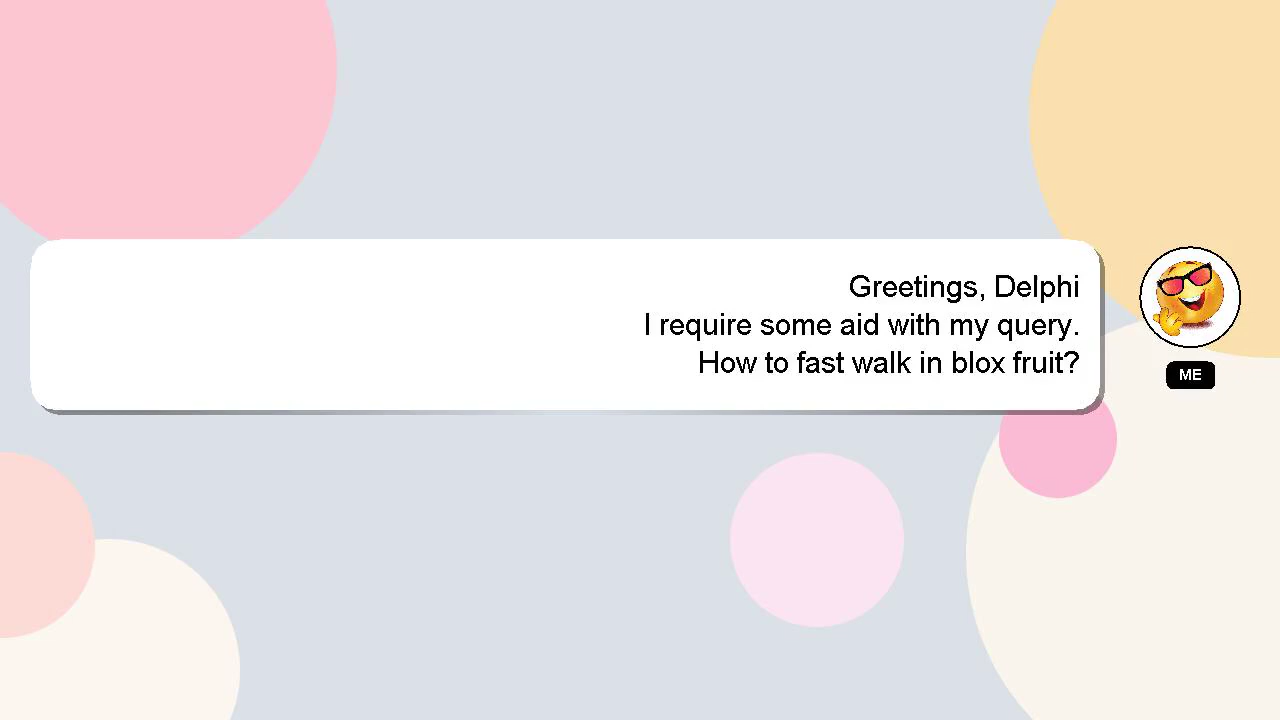 Greetings, Delphi
I require some aid with my query.
How to fast walk in blox fruit?
ME